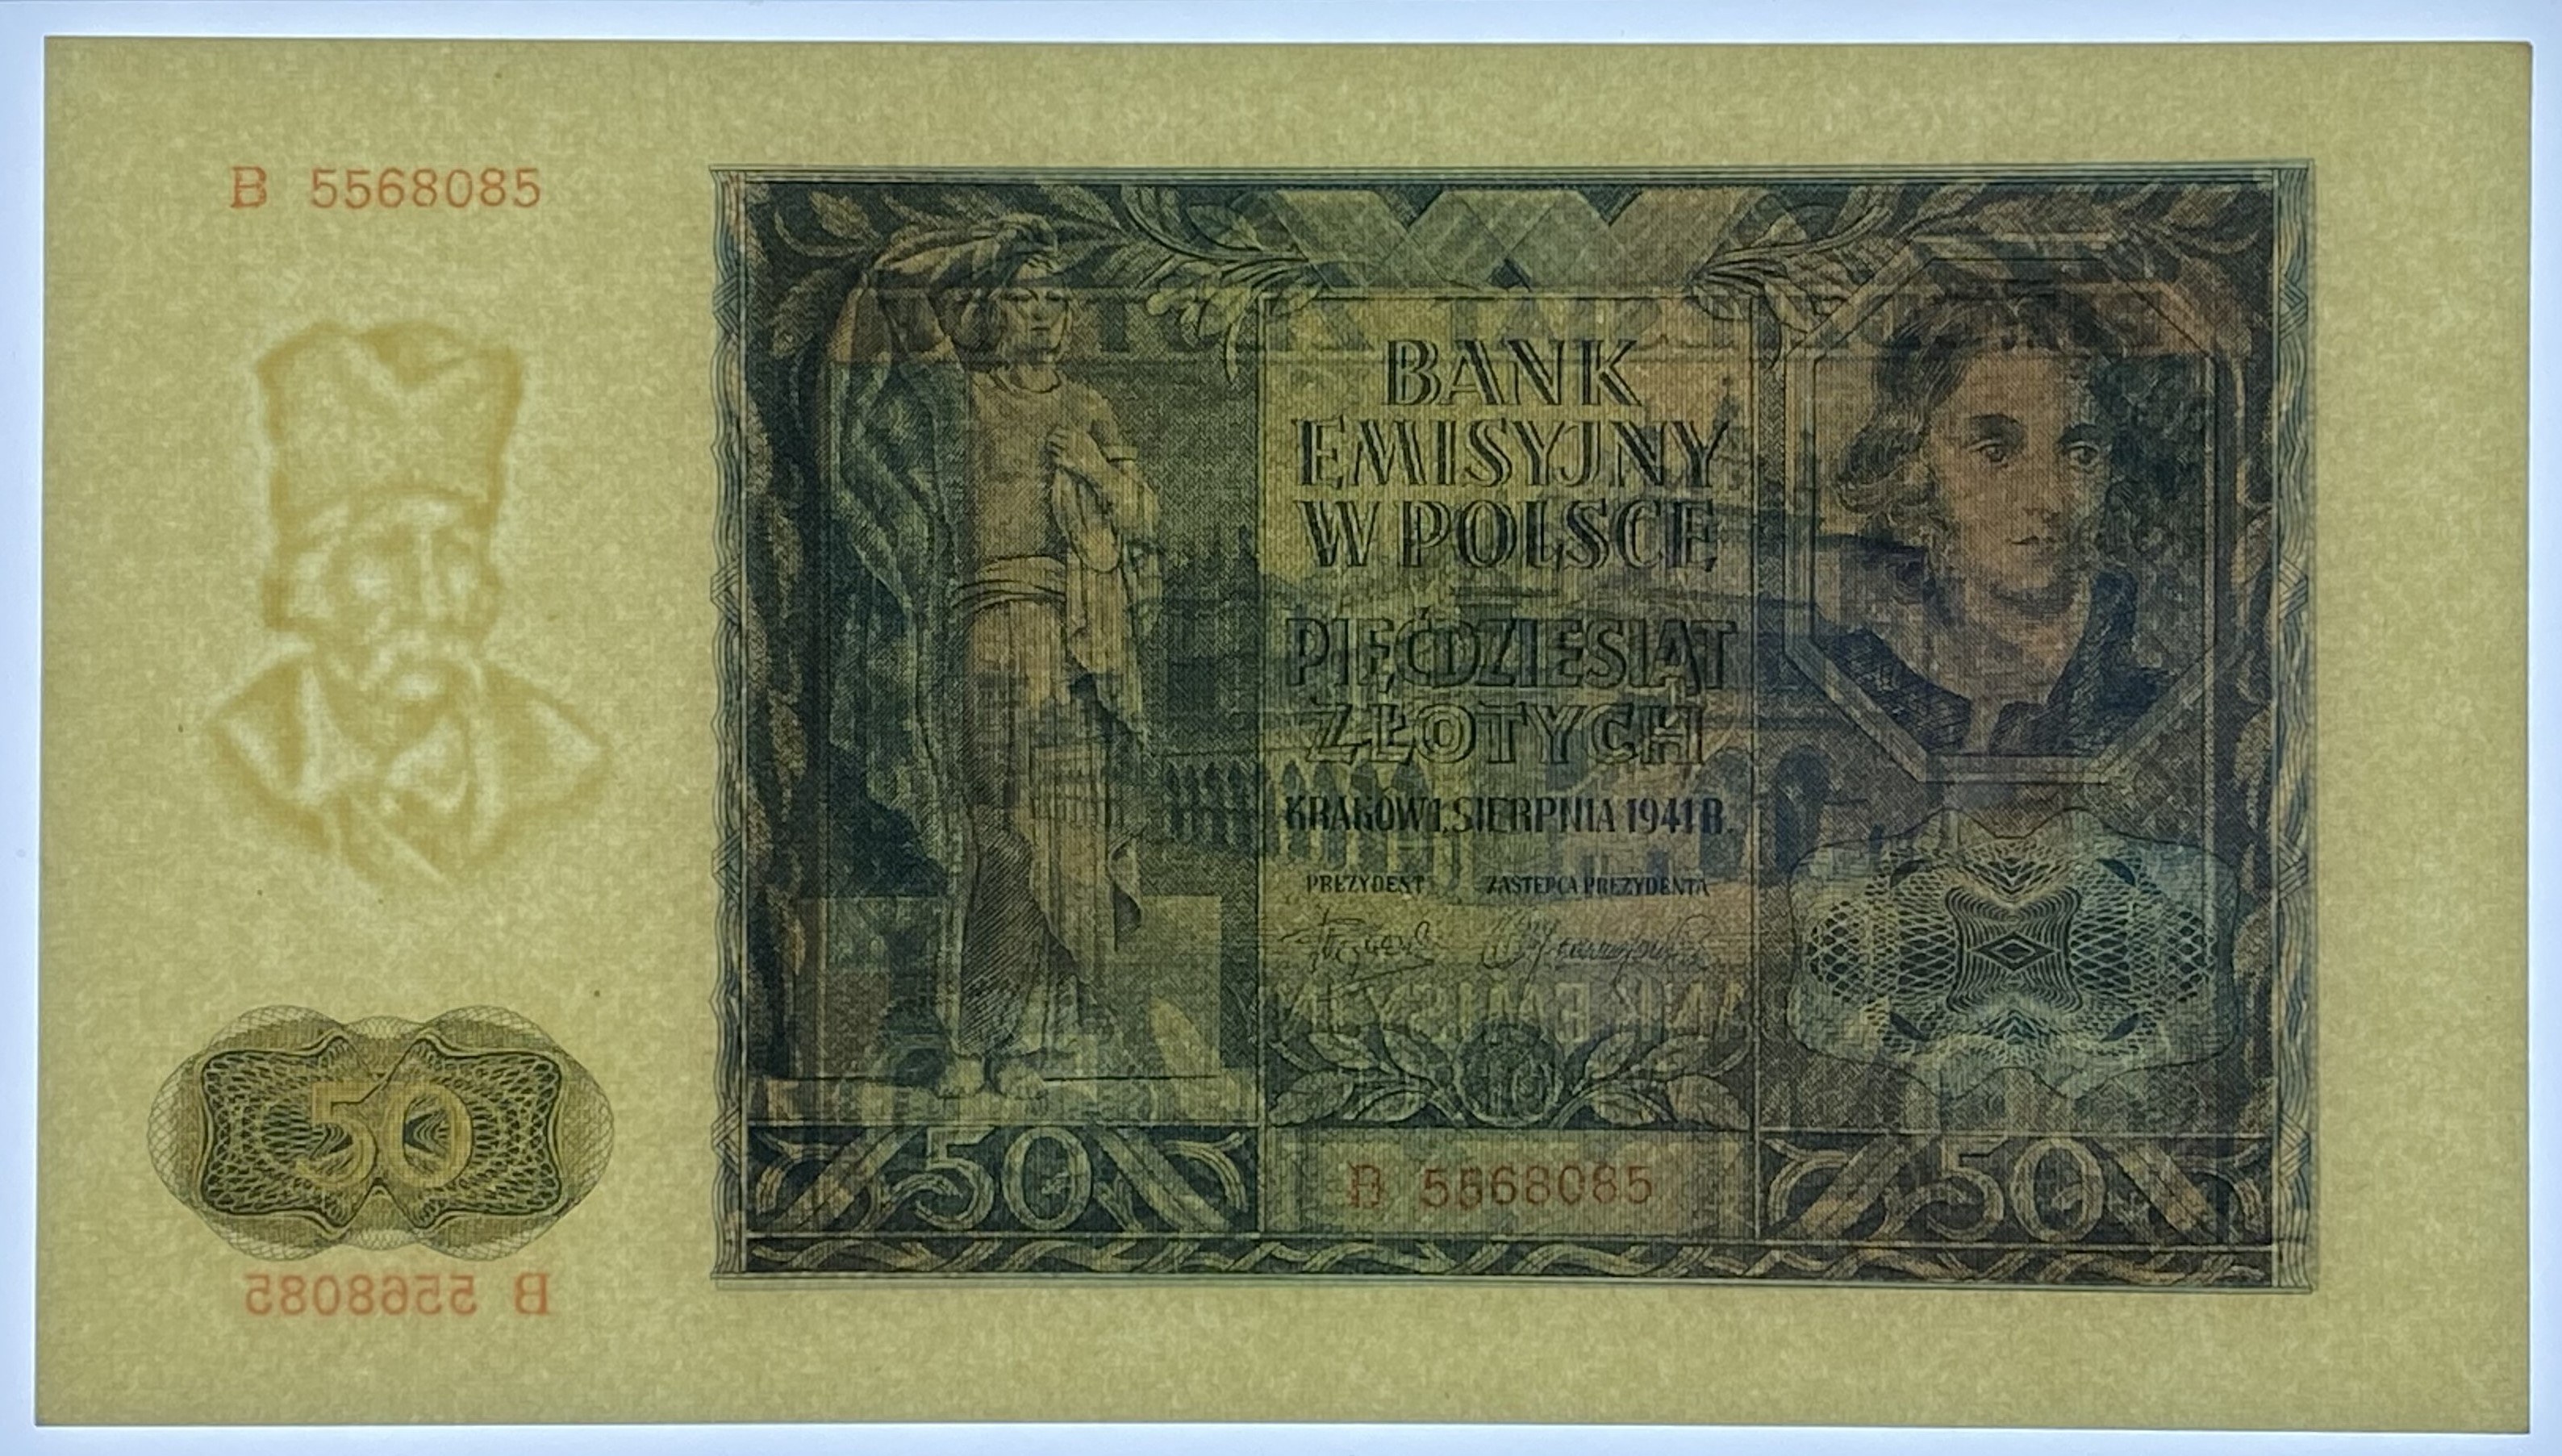 B 5568085
BANK
EMISYJNY
W POLSCE
PIĘĆDZIESIĄT
ZŁOTYCH
KRAKÓW 1. SIERPNIA 1941 R.
PREZYDENT ZASTĘPCA PREZYDENTA
50
50
B 5568085
50
B 5568085